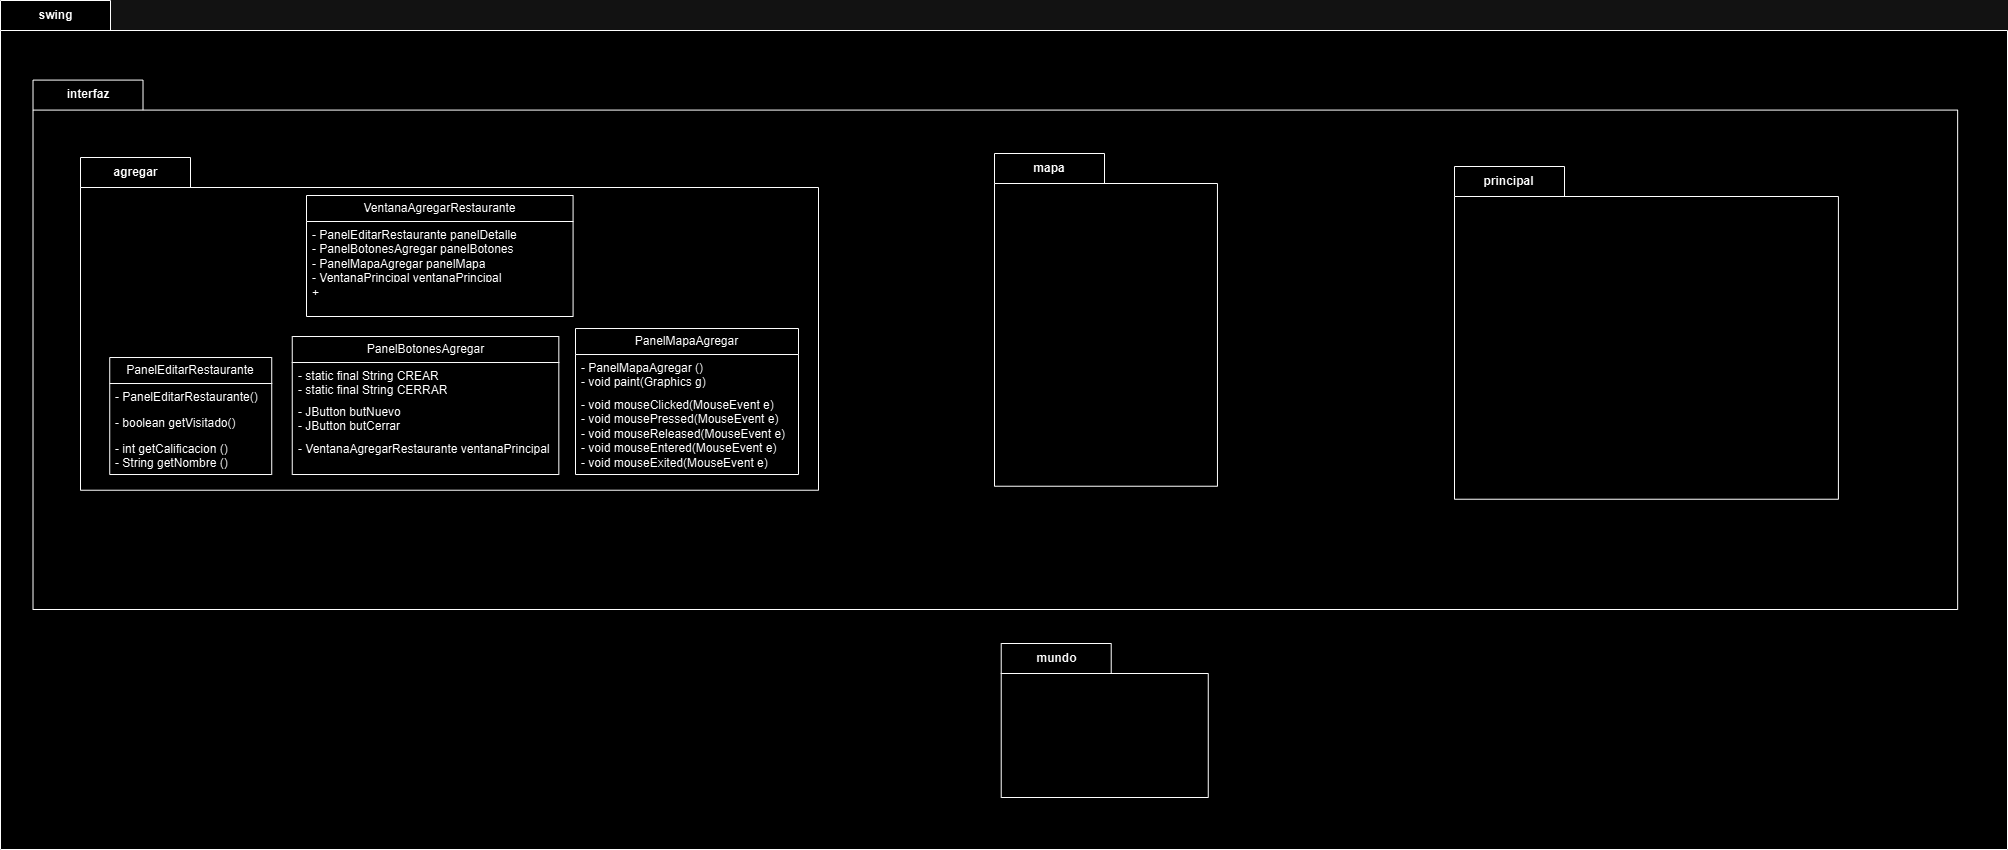 swing
interfaz
agregar
VentanaAgregarRestaurante
- PanelEditarRestaurante panelDetalle
- PanelBotonesAgregar panelBotones
- PanelMapaAgregar panelMapa
- VentanaPrincipal ventanaPrincipal
+
PanelEditarRestaurante
- PanelEditarRestaurante()
- boolean getVisitado()
- int getCalificacion ()
- String getNombre ()
PanelBotonesAgregar
- static final String CREAR
- static final String CERRAR
- JButton butNuevo
- JButton butCerrar
- VentanaAgregarRestaurante ventanaPrincipal
PanelMapaAgregar
- PanelMapaAgregar ()
- void paint(Graphics g)
- void mouseClicked(MouseEvent e)
- void mousePressed(MouseEvent e)
- void mouseReleased(MouseEvent e)
- void mouseEntered(MouseEvent e)
- void mouseExited(MouseEvent e)
mapa
principal
mundo